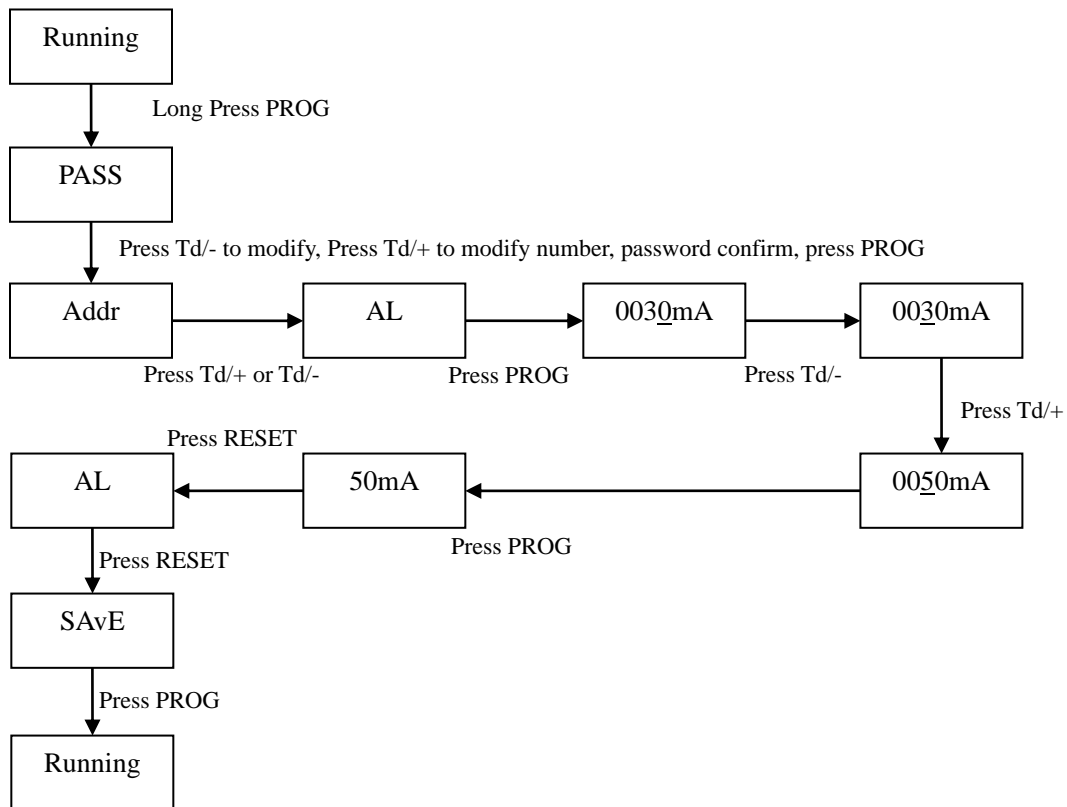 Running
Long Press PROG
PASS
Press Td/- to modify, Press Td/+ to modify number, password confirm, press PROG
Addr
AL
0030mA
0030mA
Press Td/+ or Td/-
Press PROG
Press Td/-
Press Td/+
Press RESET
AL
50mA
0050mA
Press PROG
Press RESET
SAvE
Press PROG
Running